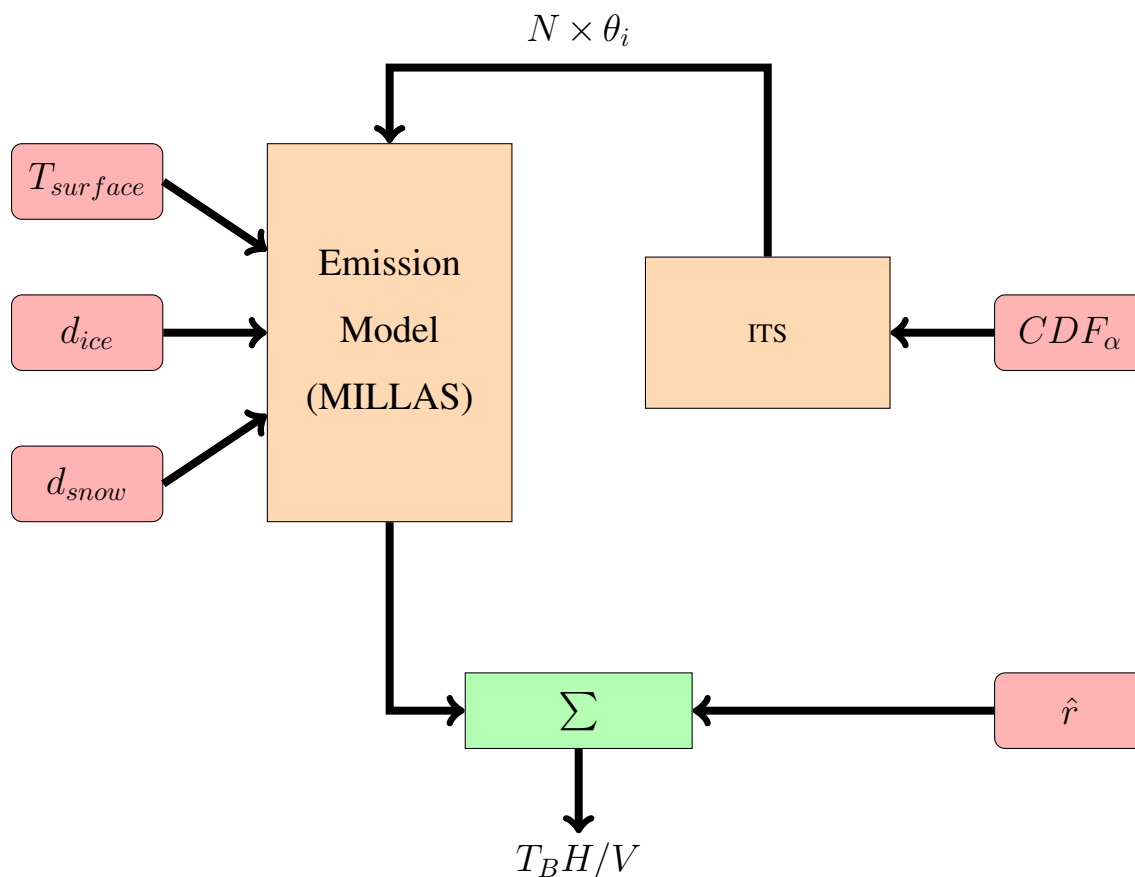 N × θ_i
T_surface
Emission
Model
(MILLAS)
d_ice
ITS
CDF_α
d_snow
∑
r̂
T_B H/V